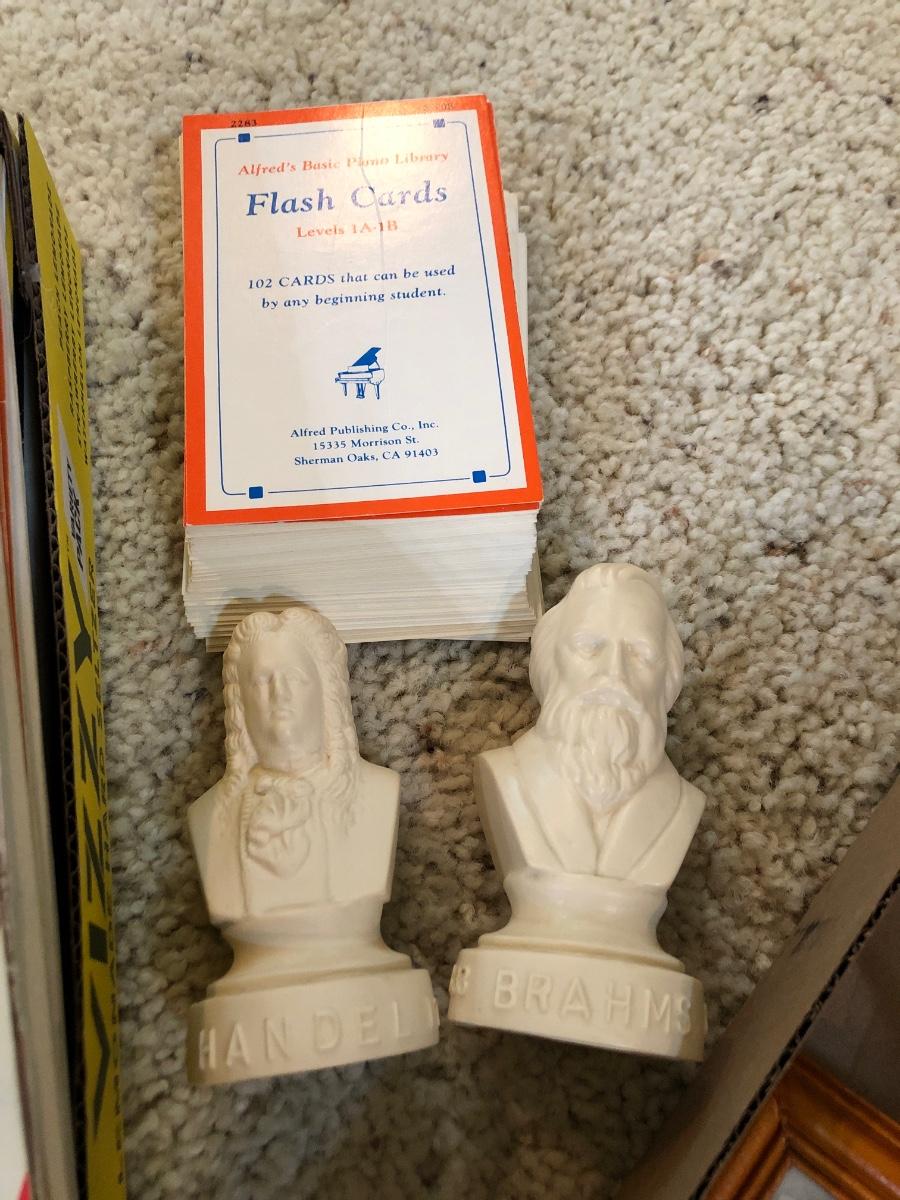 2283
Alfred's Basic Piano Library
Flash Cards
Levels 1A-1B
102 CARDS that can be used
by any beginning student.
Alfred Publishing Co., Inc.
15335 Morrison St.
Sherman Oaks, CA 91403
HANDEL
BRAHMS